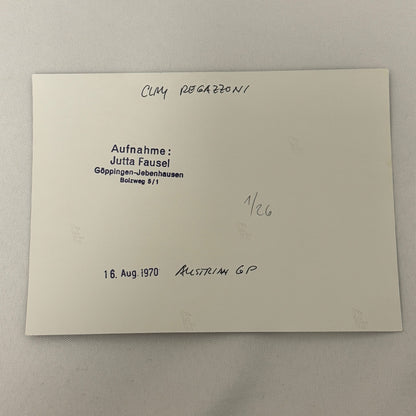 CLAY REGAZZONI
Aufnahme:
Jutta Fausel
Göppingen-Jebenhausen
Bolzweg 5/1
1/26
16. Aug. 1970 AUSTRIAN GP